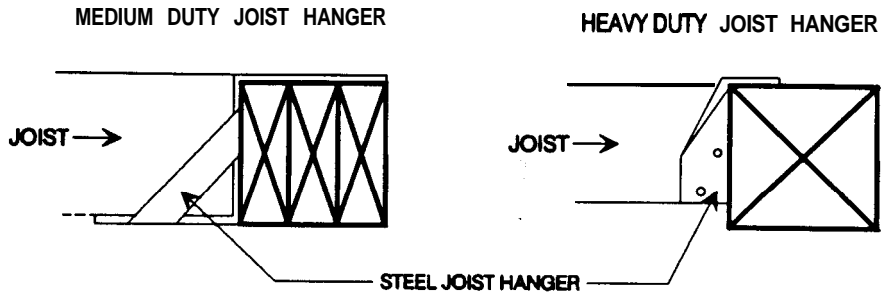 MEDIUM DUTY JOIST HANGER
HEAVY DUTY JOIST HANGER
JOIST
JOIST
STEEL JOIST HANGER